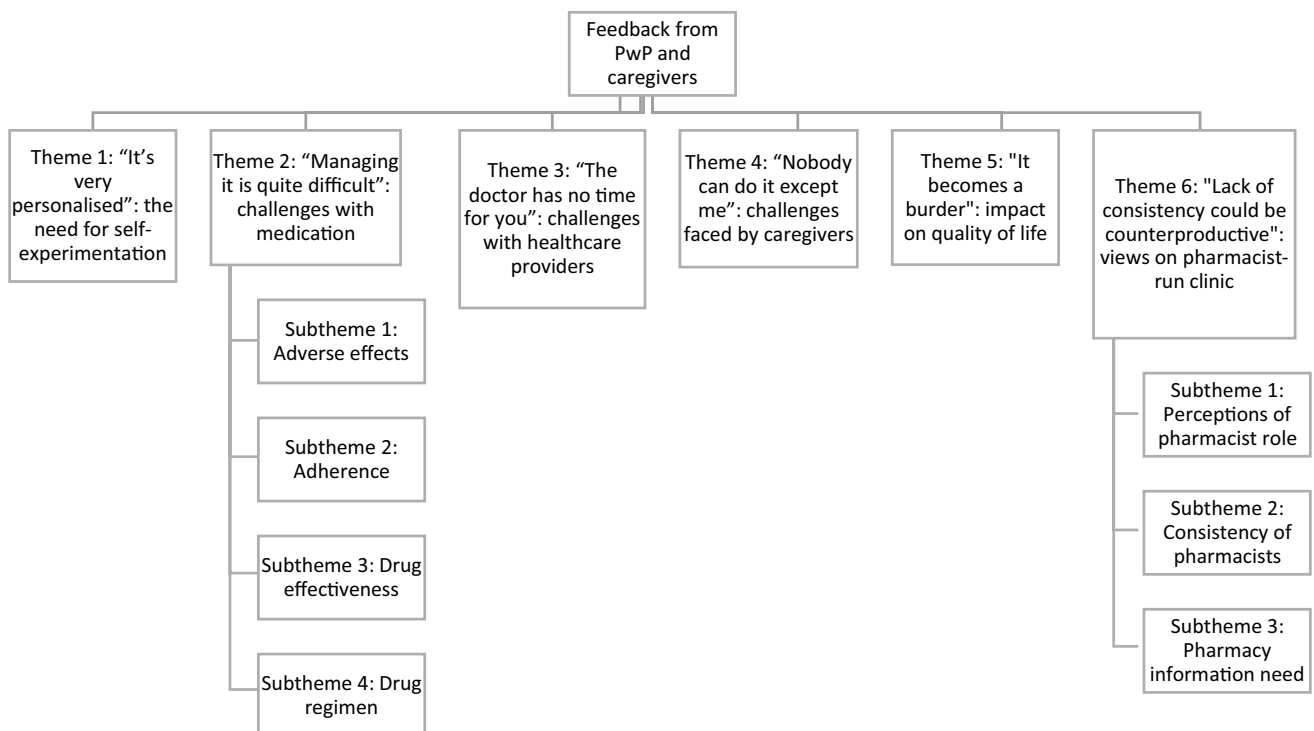 Feedback from
PwP and
caregivers
Theme 1: “It’s
very
personalised”: the
need for self-
experimentation
Theme 2: “Managing
it is quite difficult”:
challenges with
medication
Subtheme 1:
Adverse effects
Subtheme 2:
Adherence
Subtheme 3: Drug
effectiveness
Subtheme 4: Drug
regimen
Theme 3: “The
doctor has no time
for you”: challenges
with healthcare
providers
Theme 4: “Nobody
can do it except
me”: challenges
faced by caregivers
Theme 5: "It
becomes a
burder": impact
on quality of life
Theme 6: "Lack of
consistency could be
counterproductive":
views on pharmacist-
run clinic
Subtheme 1:
Perceptions of
pharmacist role
Subtheme 2:
Consistency of
pharmacists
Subtheme 3:
Pharmacy
information need